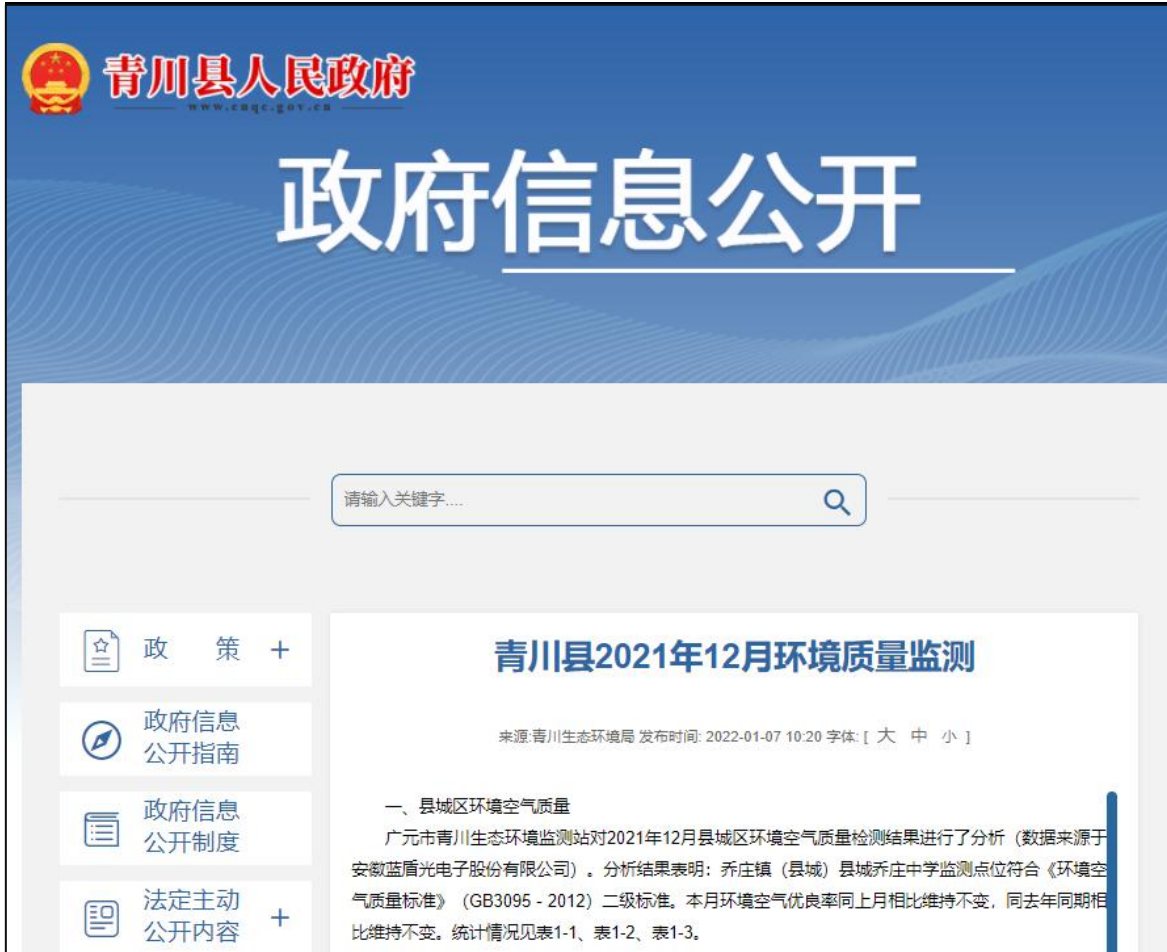 青川县人民政府
www.cnqc.gov.cn
政府信息公开
请输入关键字....
政 策 +
政府信息
公开指南
政府信息
公开制度
法定主动
公开内容 +
青川县2021年12月环境质量监测
来源:青川生态环境局 发布时间: 2022-01-07 10:20 字体: [ 大 中 小 ]
一、县城区环境空气质量
广元市青川生态环境监测站对2021年12月县城区环境空气质量检测结果进行了分析（数据来源于
安徽蓝盾光电子股份有限公司）。分析结果表明：乔庄镇（县城）县城乔庄中学监测点位符合《环境空
气质量标准》（GB3095 - 2012）二级标准。本月环境空气优良率同上月相比维持不变，同去年同期相
比维持不变。统计情况见表1-1、表1-2、表1-3。